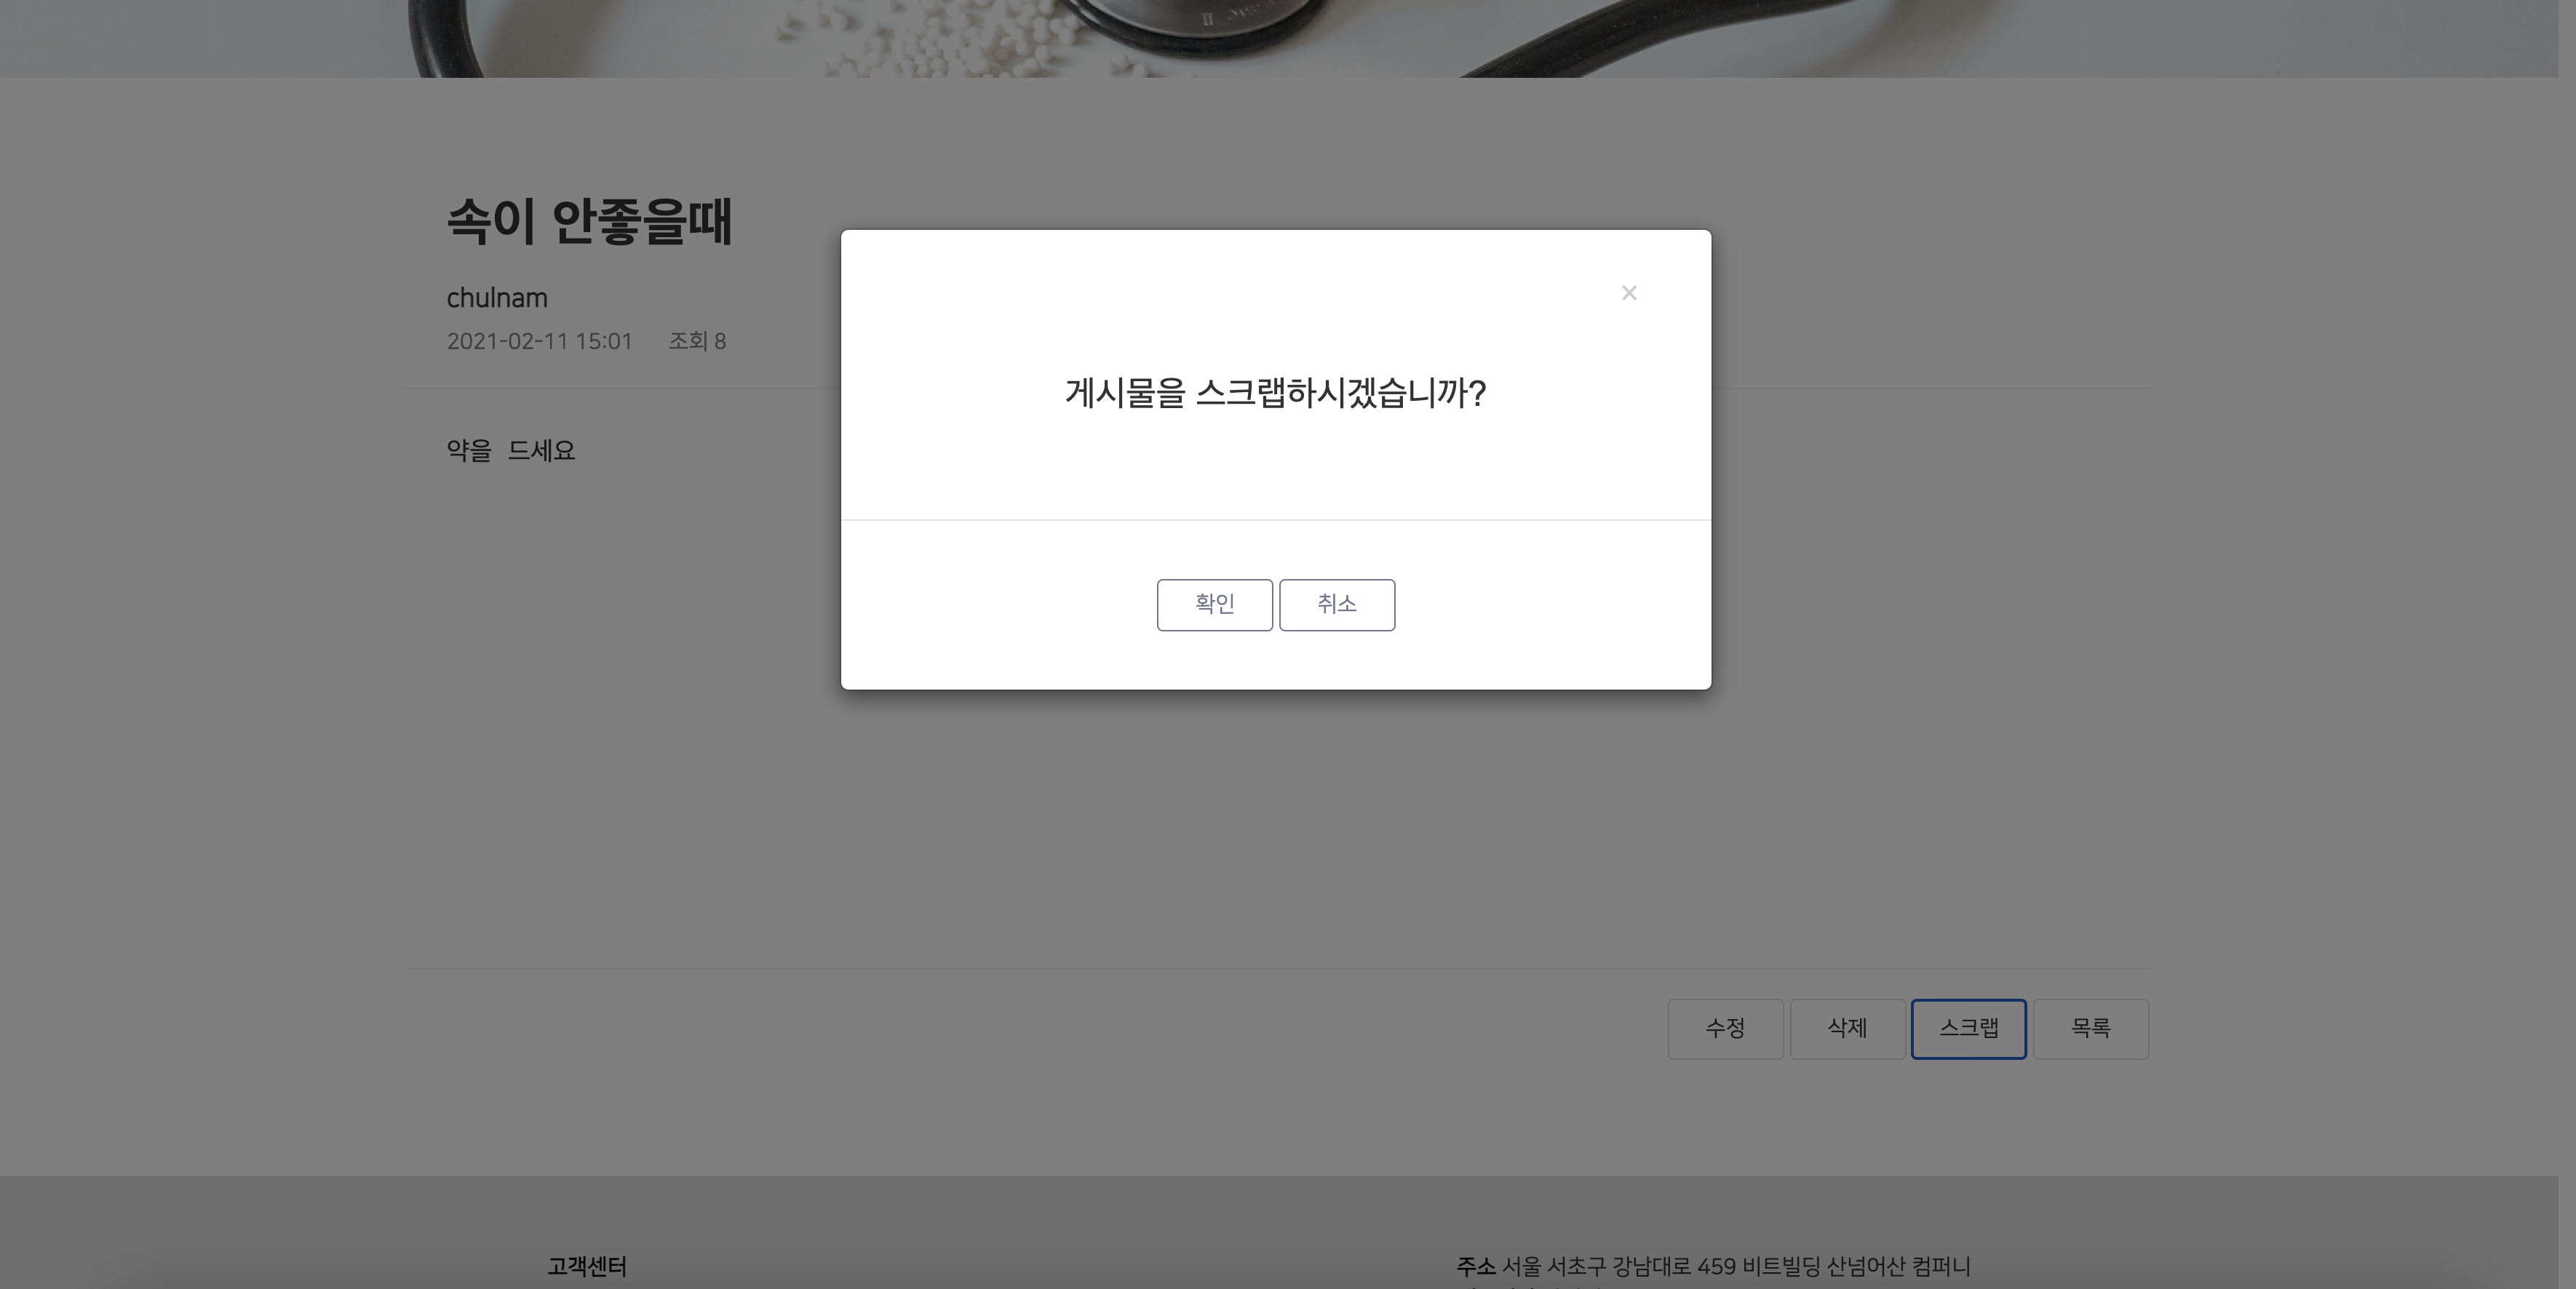 속이 안좋을때
chulnam
2021-02-11 15:01 조회 8
약을 드세요
×
게시물을 스크랩하시겠습니까?
확인 취소
수정 삭제 스크랩 목록
고객센터
주소 서울 서초구 강남대로 459 비트빌딩 산넘어산 컴퍼니